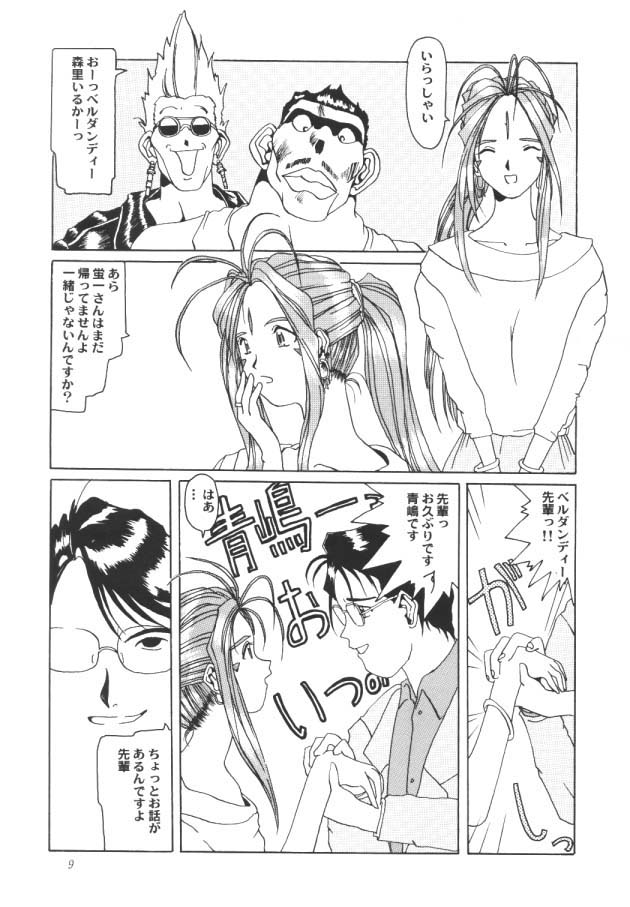 いらっしゃい
おーっベルダンディー
森里いるかーっ
あら
蛍一さんはまだ
帰ってませんよ
一緒じゃないんですか?
ベルダンディー
先輩っ!!
がしっ
先輩っ
お久ぶりです
青嶋です
青嶋ー
おいっ。
はあ
…
ちょっとお話が
あるんですよ
先輩
9